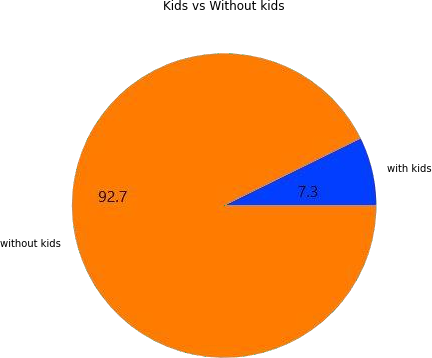 Kids vs Without kids
with kids
7.3
92.7
without kids